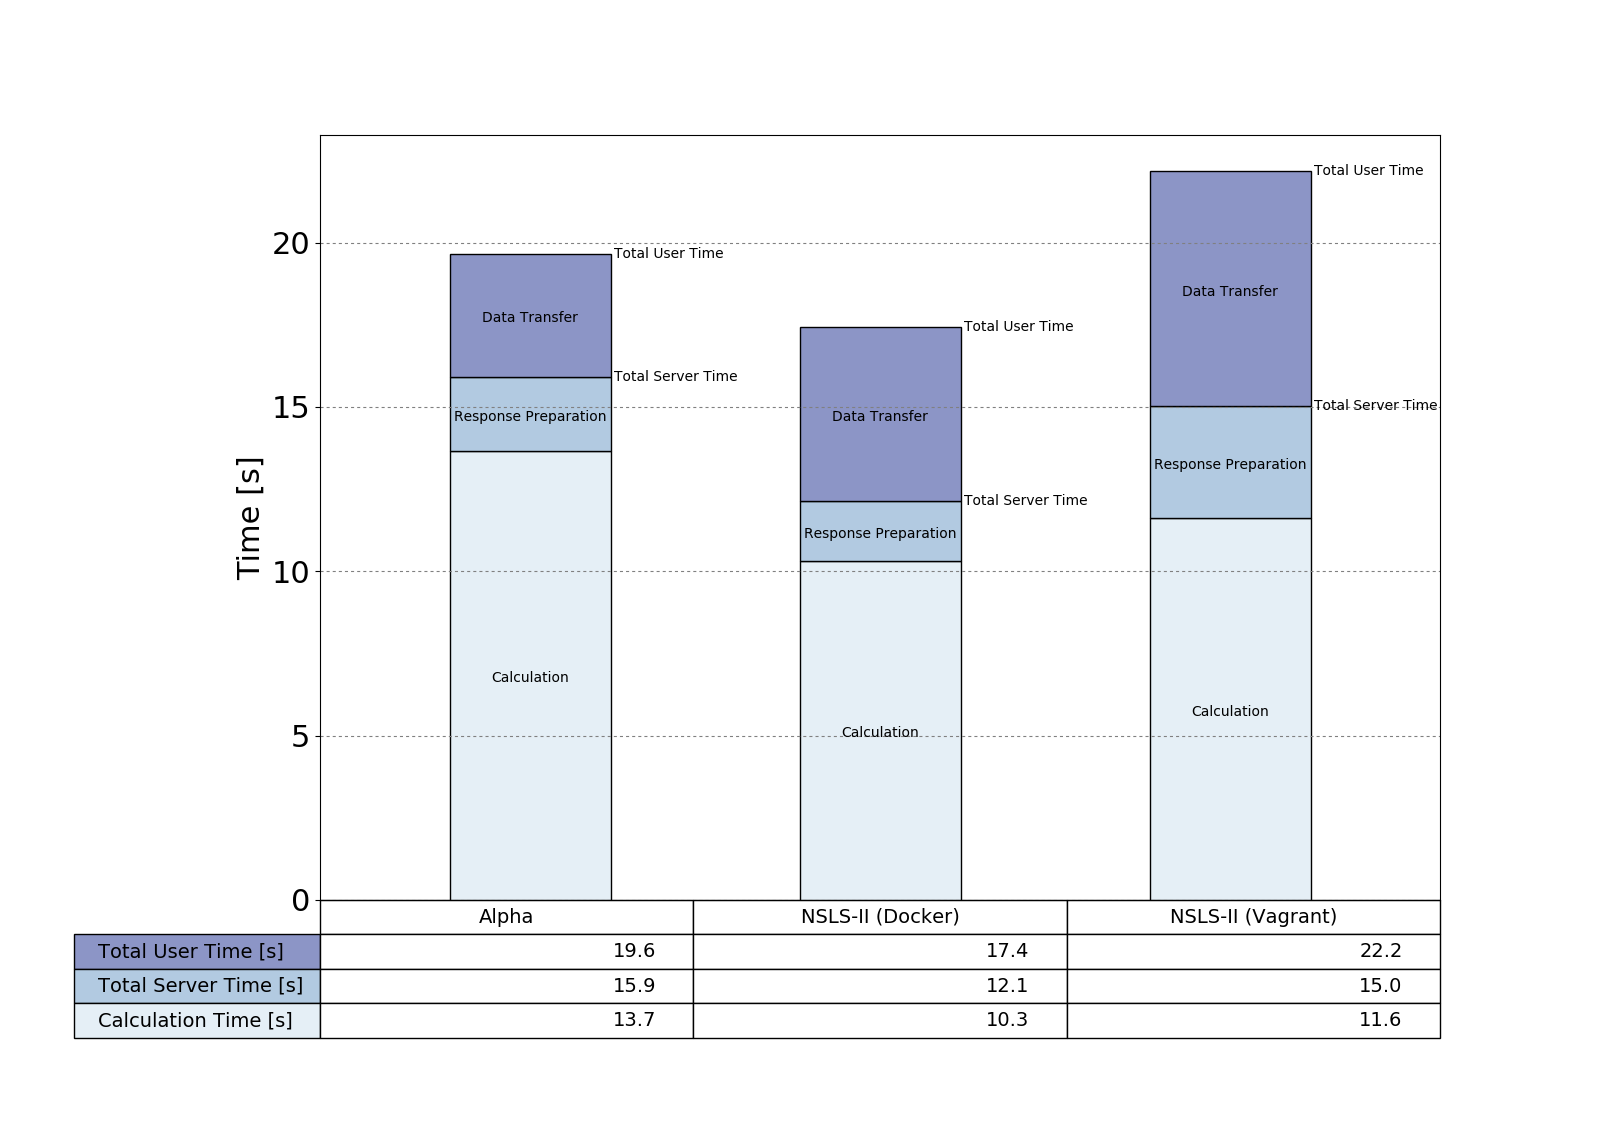 Total User Time
20
Total User Time
Data Transfer
Data Transfer
Total User Time
Total Server Time
15
Total Server Time
Response Preparation
Data Transfer
Response Preparation
Total Server Time
Time [s]
Response Preparation
10
Calculation
Calculation
Calculation
5
0
Alpha NSLS-II (Docker) NSLS-II (Vagrant)
Total User Time [s] 19.6 17.4 22.2
Total Server Time [s] 15.9 12.1 15.0
Calculation Time [s] 13.7 10.3 11.6